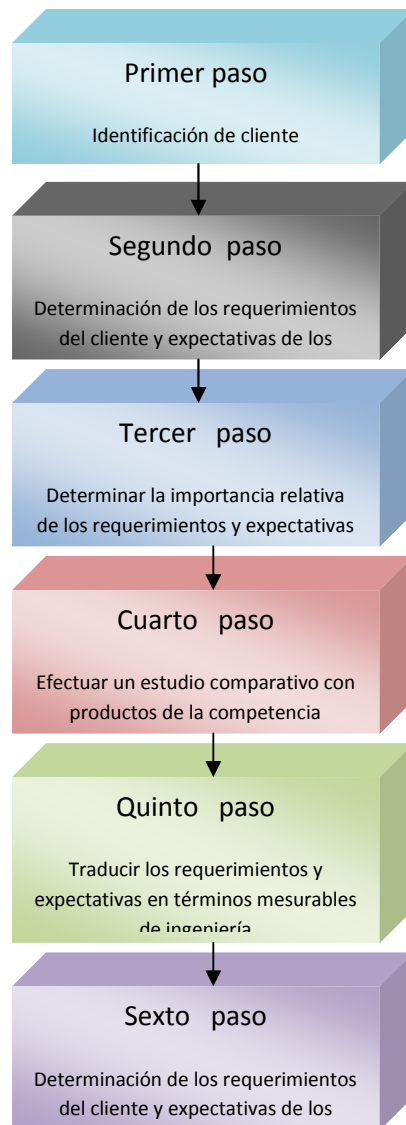 Primer paso
Identificación de cliente
Segundo paso
Determinación de los requerimientos
del cliente y expectativas de los
Tercer paso
Determinar la importancia relativa
de los requerimientos y expectativas
Cuarto paso
Efectuar un estudio comparativo con
productos de la competencia
Quinto paso
Traducir los requerimientos y
expectativas en términos mesurables
de ingeniería
Sexto paso
Determinación de los requerimientos
del cliente y expectativas de los